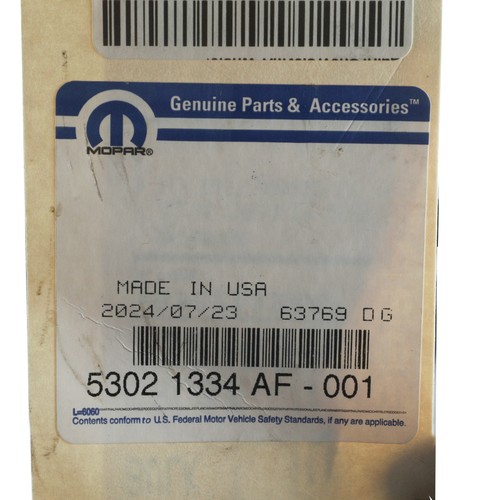 Genuine Parts & Accessories™
MOPAR®
MADE IN USA
2024/07/23 63769 DG
5302 1334 AF - 001
L=6060
Contents conform to U.S. Federal Motor Vehicle Safety Standards, if any are applicable.